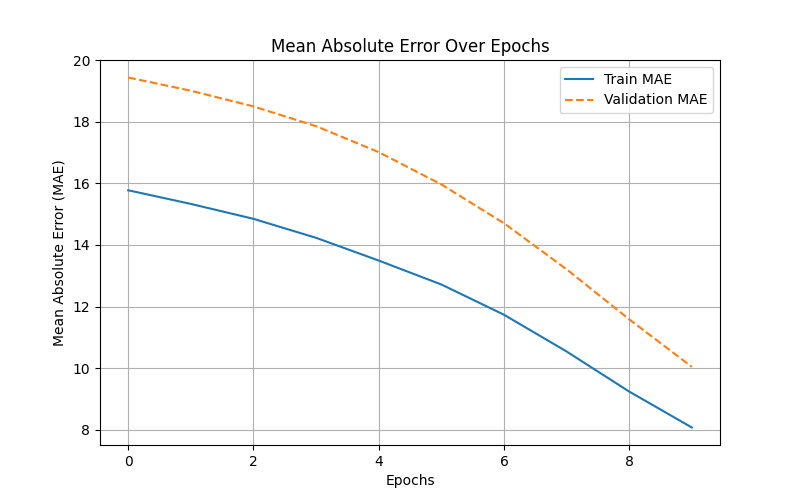 Mean Absolute Error Over Epochs
Train MAE
Validation MAE
Mean Absolute Error (MAE)
20
18
16
14
12
10
8
0 2 4 6 8
Epochs